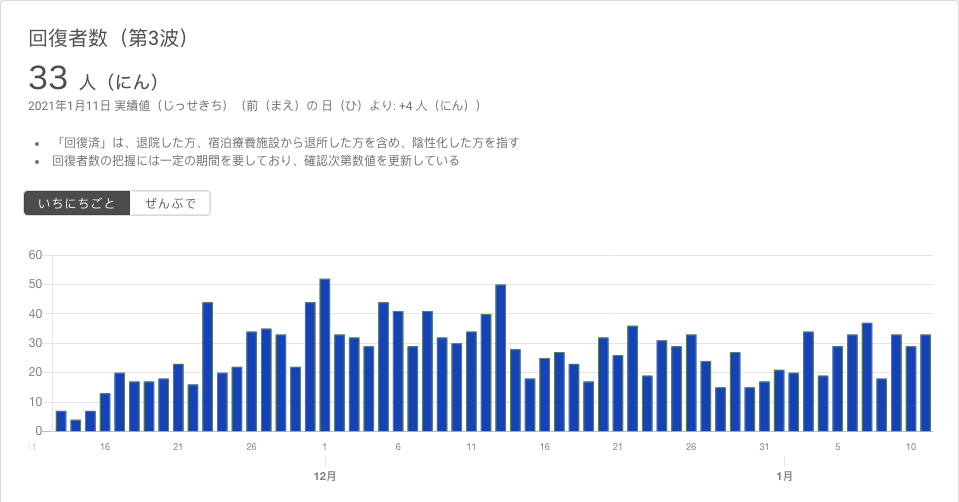 回復者数（第3波）
33 人（にん）
2021年1月11日 実績値（じっせきち）（前（まえ）の 日（ひ）より: +4 人（にん））
• 「回復済」は、退院した方、宿泊療養施設から退所した方を含め、陰性化した方を指す
• 回復者数の把握には一定の期間を要しており、確認次第数値を更新している
いちにちごと ぜんぶで
60
50
40
30
20
10
0
11 16 21 26 1 6 11 16 21 26 31 5 10
12月 1月